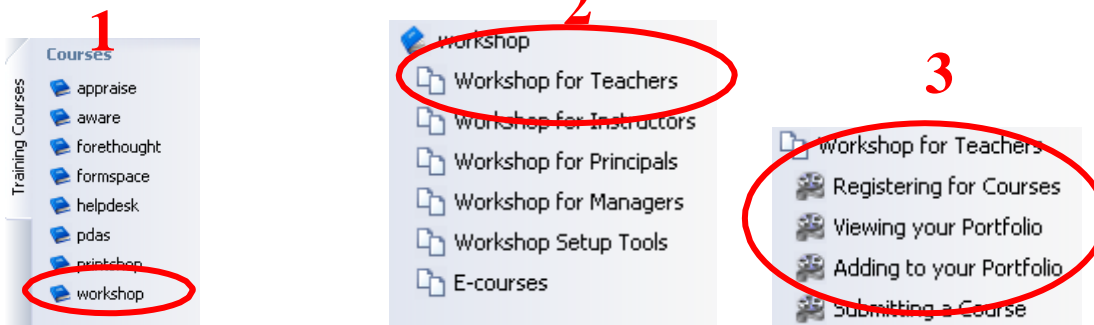 1
Training Courses
Courses
appraise
aware
forethought
formspace
helpdesk
pdas
printshop
workshop
2
workshop
Workshop for Teachers
Workshop for Instructors
Workshop for Principals
Workshop for Managers
Workshop Setup Tools
E-courses
3
Workshop for Teachers
Registering for Courses
Viewing your Portfolio
Adding to your Portfolio
Submitting a Course